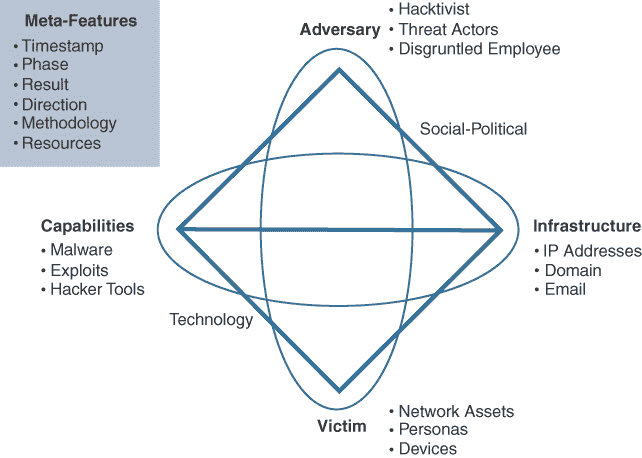 Meta-Features
• Timestamp
• Phase
• Result
• Direction
• Methodology
• Resources
Adversary
• Hacktivist
• Threat Actors
• Disgruntled Employee
Social-Political
Capabilities
• Malware
• Exploits
• Hacker Tools
Infrastructure
• IP Addresses
• Domain
• Email
Technology
Victim
• Network Assets
• Personas
• Devices